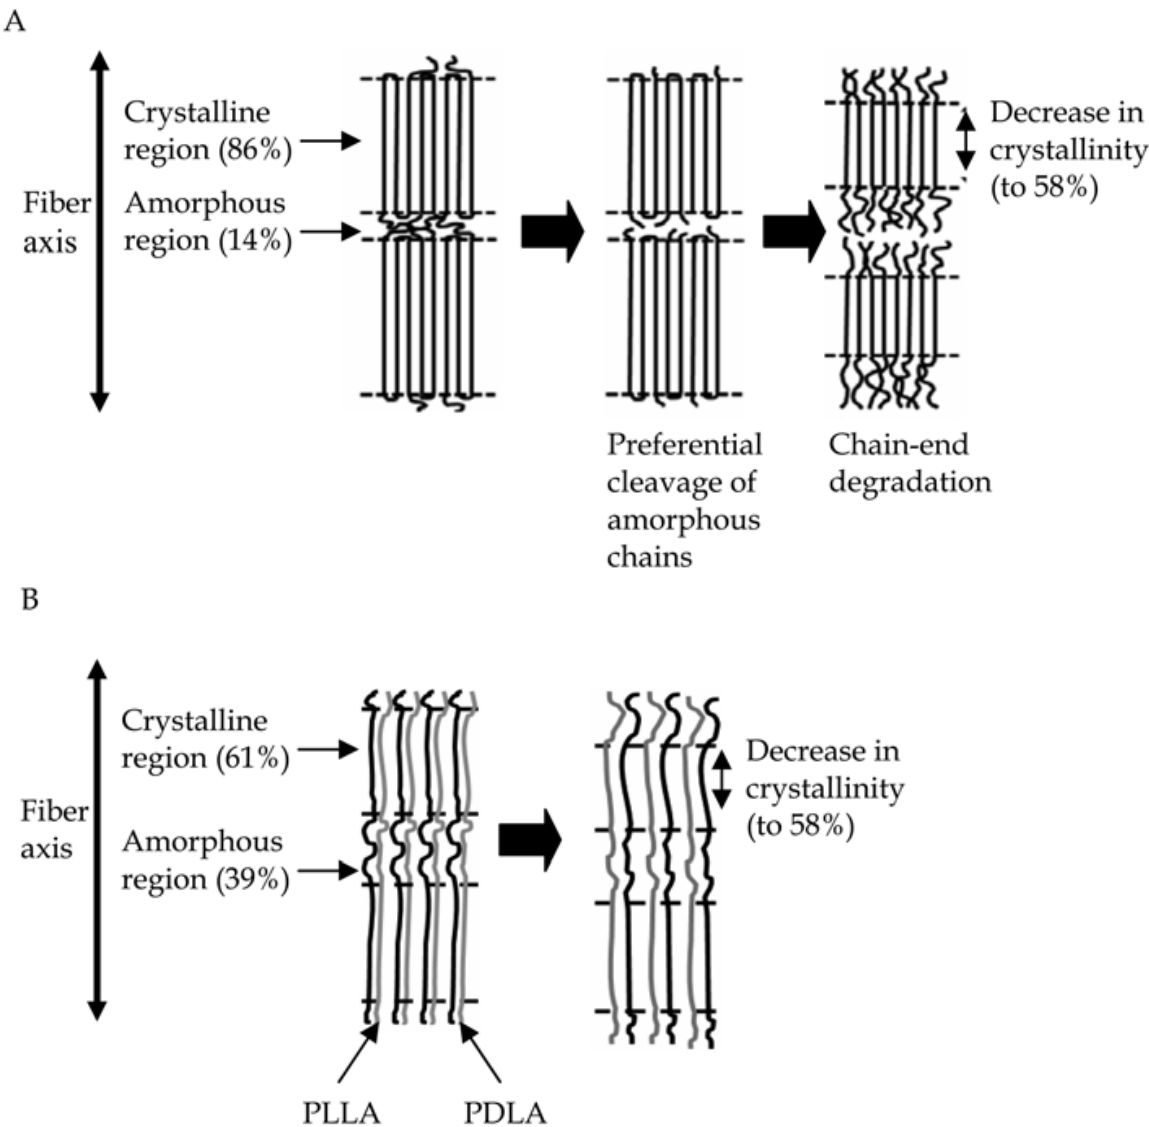 A
Crystalline
region (86%)
Fiber
axis
Amorphous
region (14%)
Decrease in
crystallinity
(to 58%)
Preferential
cleavage of
amorphous
chains
Chain-end
degradation
B
Crystalline
region (61%)
Fiber
axis
Amorphous
region (39%)
Decrease in
crystallinity
(to 58%)
PLLA
PDLA